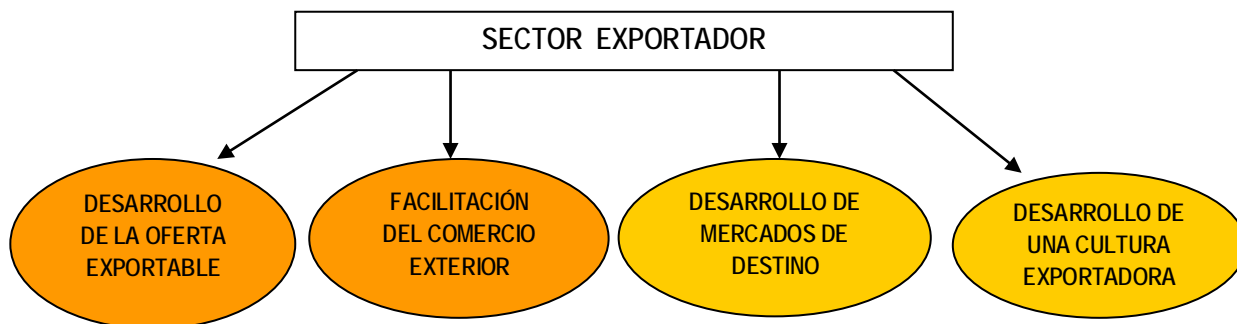 SECTOR EXPORTADOR
DESARROLLO
DE LA OFERTA
EXPORTABLE
FACILITACIÓN
DEL COMERCIO
EXTERIOR
DESARROLLO DE
MERCADOS DE
DESTINO
DESARROLLO DE
UNA CULTURA
EXPORTADORA